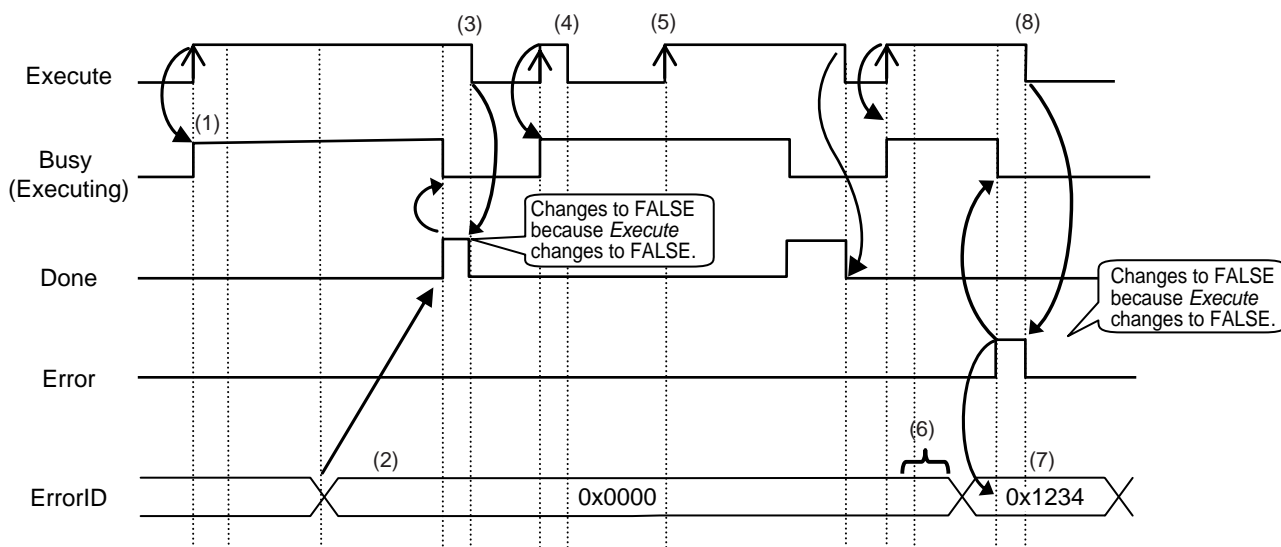 (3)
(4)
(5)
(8)
Execute
(1)
Busy
(Executing)
Changes to FALSE
because Execute
changes to FALSE.
Done
Changes to FALSE
because Execute
changes to FALSE.
Error
(6)
(2)
(7)
ErrorID
0x0000
0x1234